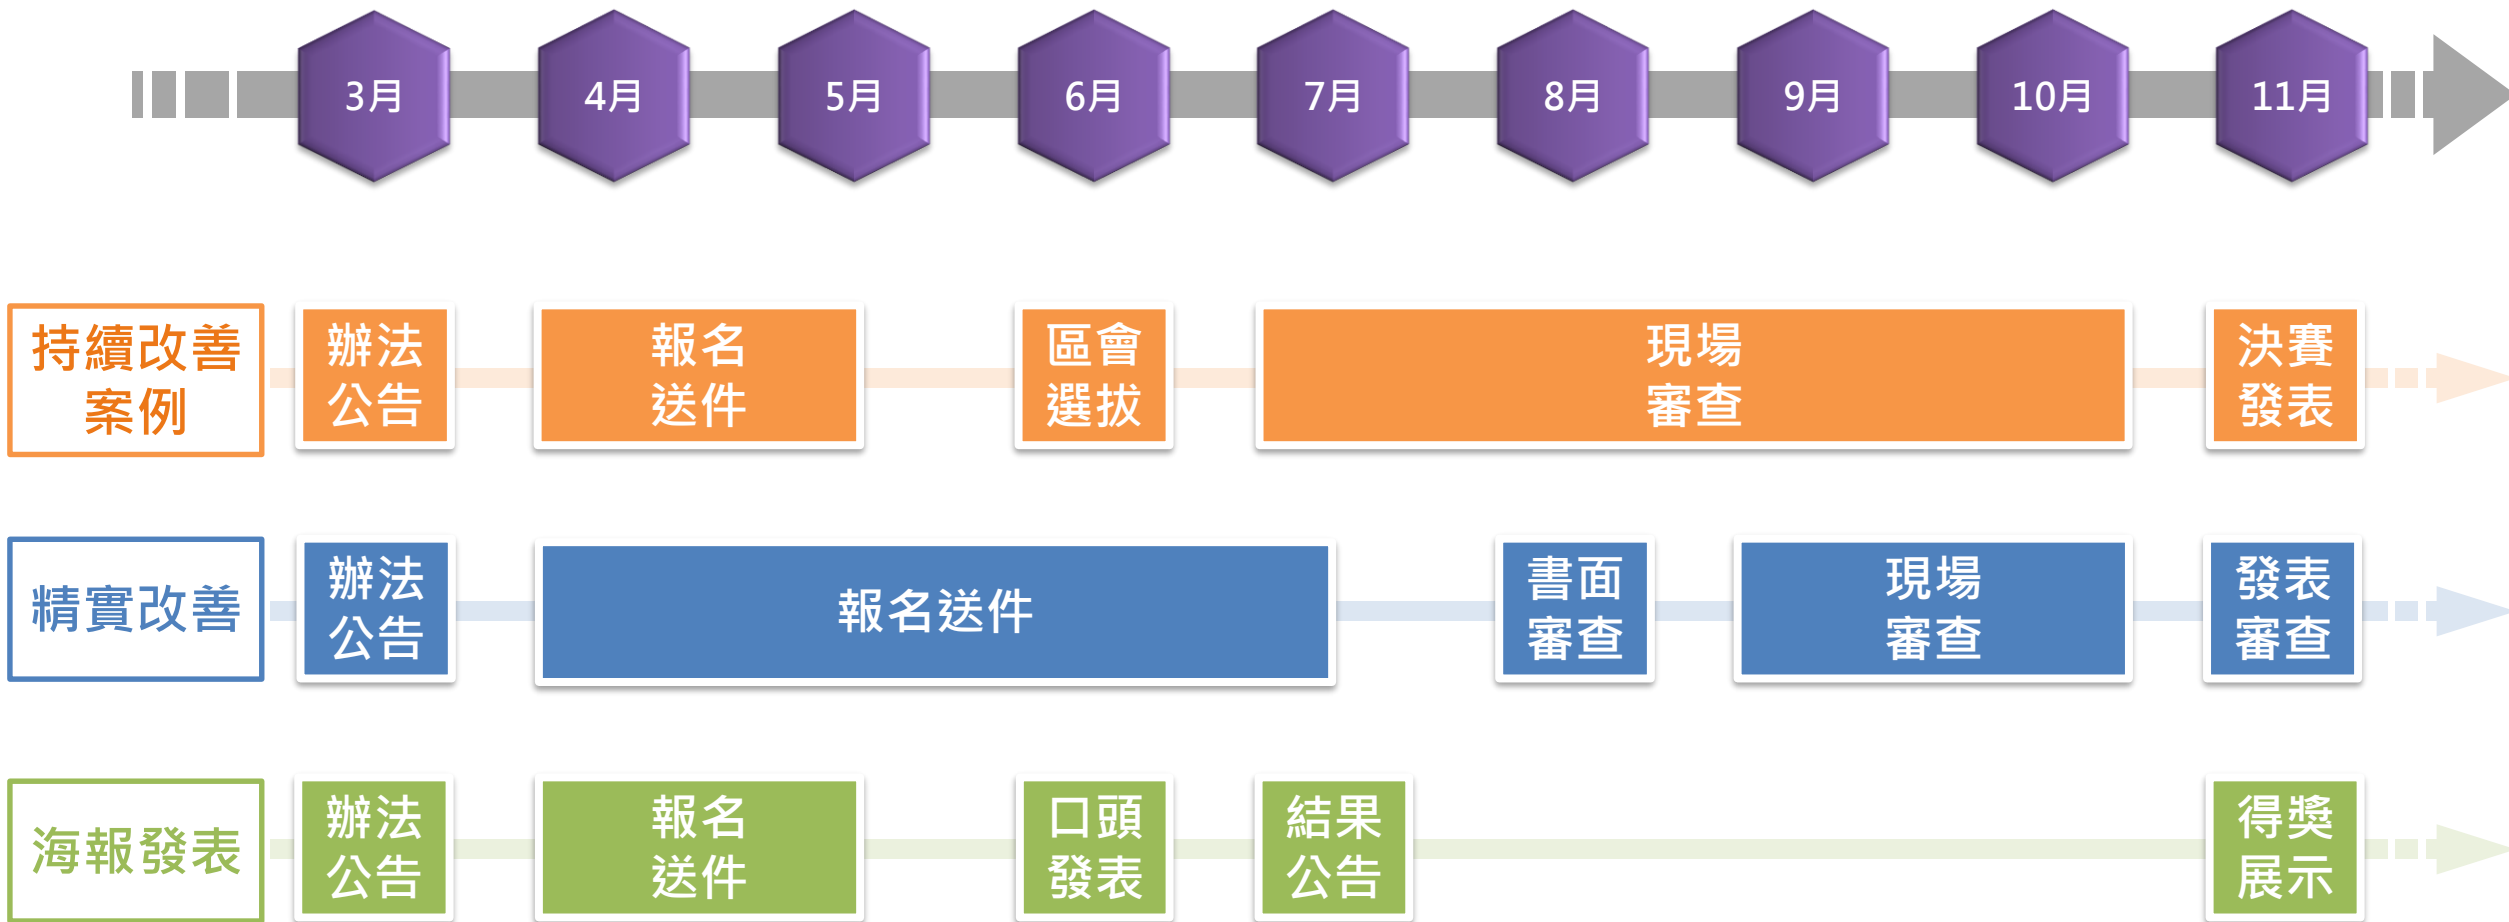 3月
4月
5月
6月
7月
8月
9月
10月
11月
持續改善
案例
辦法
公告
報名
送件
區會
選拔
現場
審查
決賽
發表
精實改善
辦法
公告
報名送件
書面
審查
現場
審查
發表
審查
海報發表
辦法
公告
報名
送件
口頭
發表
結果
公告
得獎
展示